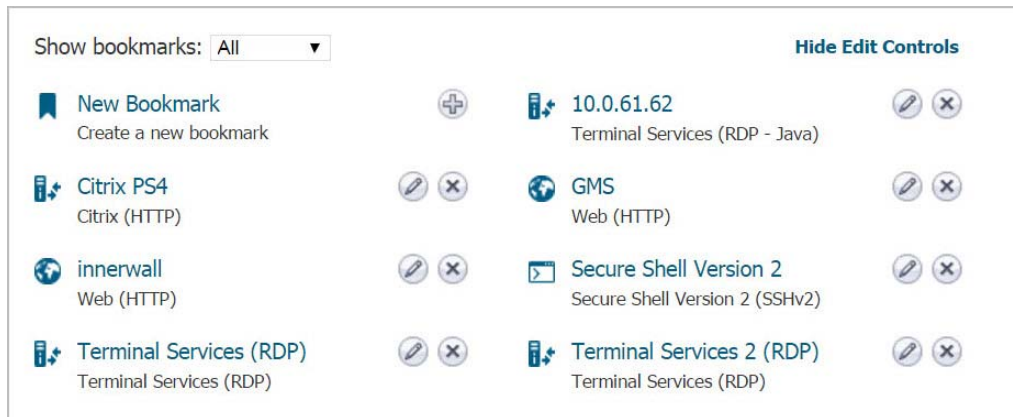 Show bookmarks: All
Hide Edit Controls
New Bookmark
Create a new bookmark
10.0.61.62
Terminal Services (RDP - Java)
Citrix PS4
Citrix (HTTP)
GMS
Web (HTTP)
innerwall
Web (HTTP)
Secure Shell Version 2
Secure Shell Version 2 (SSHv2)
Terminal Services (RDP)
Terminal Services (RDP)
Terminal Services 2 (RDP)
Terminal Services (RDP)